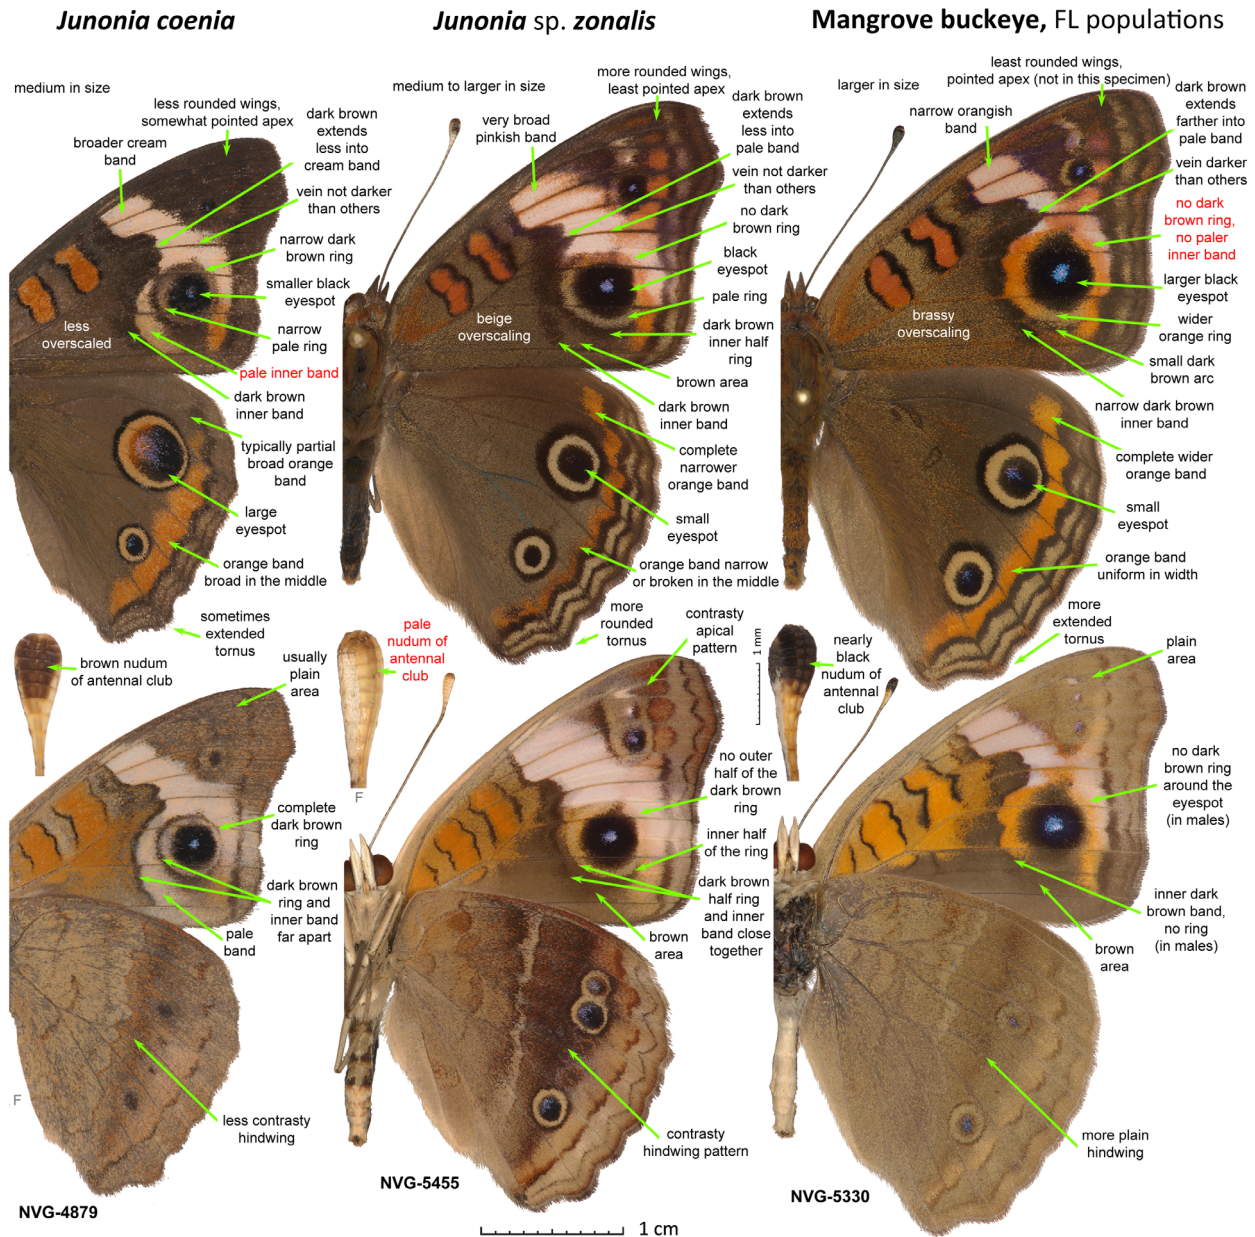 Junonia coenia
Junonia sp. zonalis
Mangrove buckeye, FL populations
medium in size
less rounded wings,
somewhat pointed apex
broader cream
band
dark brown
extends
less into
cream band
vein not darker
than others
narrow dark
brown ring
smaller black
eyespot
less
overscaled
narrow
pale ring
pale inner band
dark brown
inner band
typically partial
broad orange
band
large
eyespot
orange band
broad in the middle
sometimes
extended
tornus
brown nudum
of antennal club
usually
plain
area
complete
dark brown
ring
dark brown
ring and
inner band
far apart
pale
band
F
less contrasty
hindwing
NVG-4879
medium to larger in size
more rounded wings,
least pointed apex
very broad
pinkish band
dark brown
extends
less into
pale band
vein not darker
than others
no dark
brown ring
black
eyespot
beige
overscaling
pale ring
dark brown
inner half
ring
brown area
dark brown
inner band
complete
narrower
orange band
small
eyespot
orange band narrow
or broken in the middle
more
rounded
tornus
pale
nudum of
antennal
club
F
contrasty
apical
pattern
1 mm
no outer
half of the
dark brown
ring
inner half
of the ring
dark brown
half ring
and inner
band close
together
brown
area
contrasty
hindwing pattern
NVG-5455
1 cm
larger in size
least rounded wings,
pointed apex (not in this specimen)
narrow orangish
band
dark brown
extends
farther into
pale band
vein darker
than others
no dark
brown ring,
no paler
inner band
larger black
eyespot
brassy
overscaling
wider
orange ring
small dark
brown arc
narrow dark brown
inner band
complete wider
orange band
small
eyespot
orange band
uniform in width
more
extended
tornus
nearly
black
nudum of
antennal
club
plain
area
no dark
brown ring
around the
eyespot
(in males)
inner dark
brown band,
no ring
(in males)
brown
area
more plain
hindwing
NVG-5330